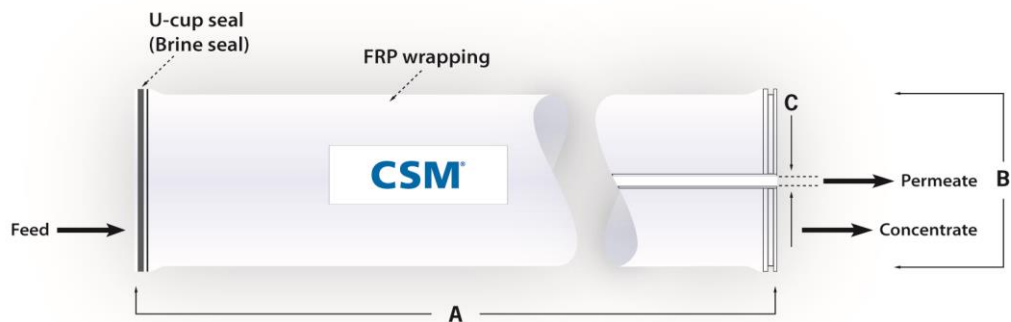 U-cup seal
(Brine seal)
FRP wrapping
C
CSM®
Permeate
B
Feed
Concentrate
A